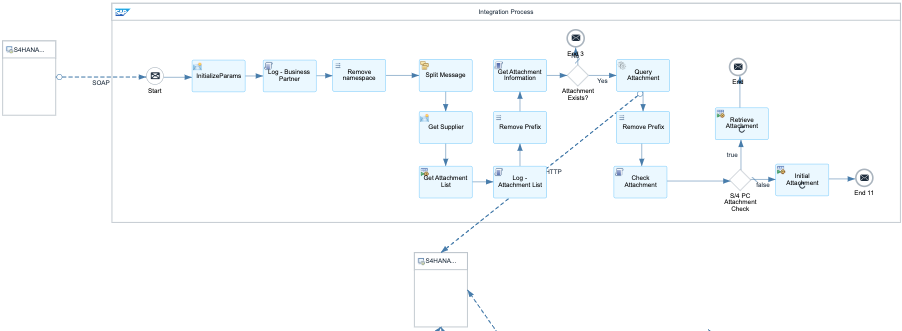 SAP
Integration Process
S4HANA...
SOAP
Start
InitializeParams
Log - Business
Partner
Remove
namespace
Split Message
Get Attachment
Information
End 3
Attachment
Exists?
Yes
Query
Attachment
End
Get Supplier
Remove Prefix
Remove Prefix
Retrieve
Attachment
true
Get Attachment
List
Log -
Attachment List
HTTP
Check
Attachment
S/4 PC
Attachment
Check
false
Initial
Attachment
End 11
S4HANA...